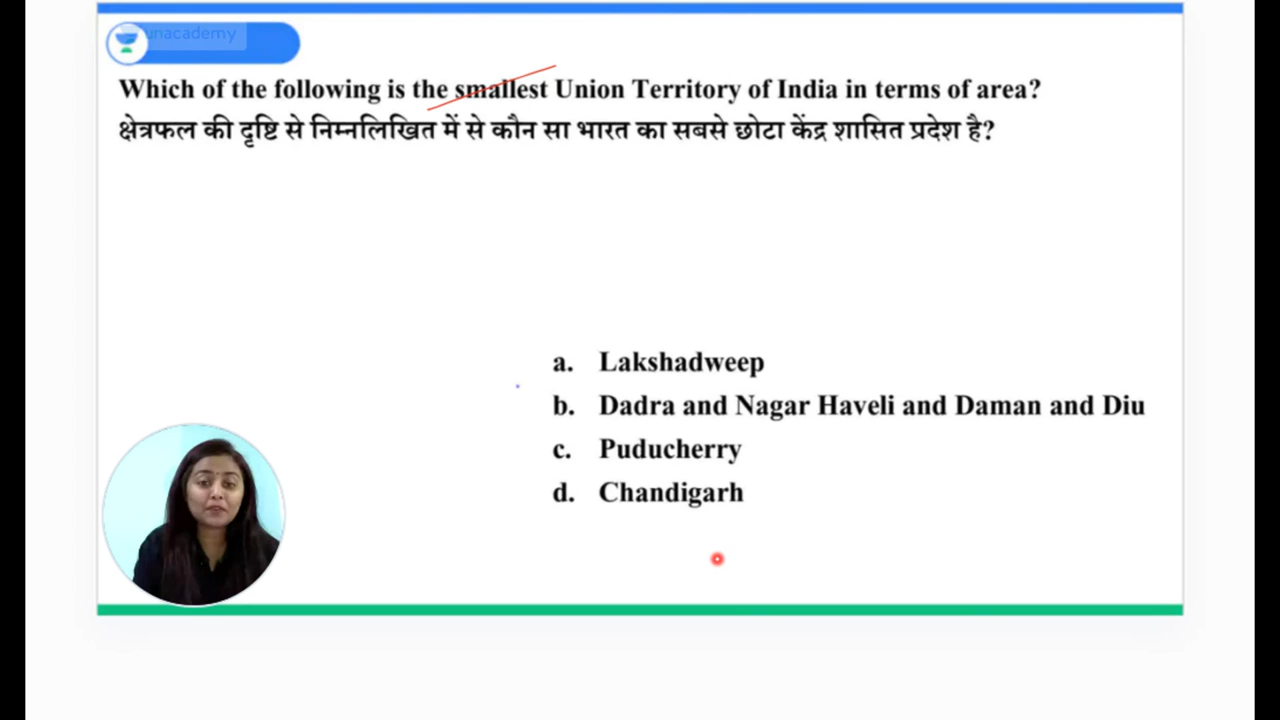 unacademy
Which of the following is the smallest Union Territory of India in terms of area?
क्षेत्रफल की दृष्टि से निम्नलिखित में से कौन सा भारत का सबसे छोटा केंद्र शासित प्रदेश है?
a. Lakshadweep
b. Dadra and Nagar Haveli and Daman and Diu
c. Puducherry
d. Chandigarh